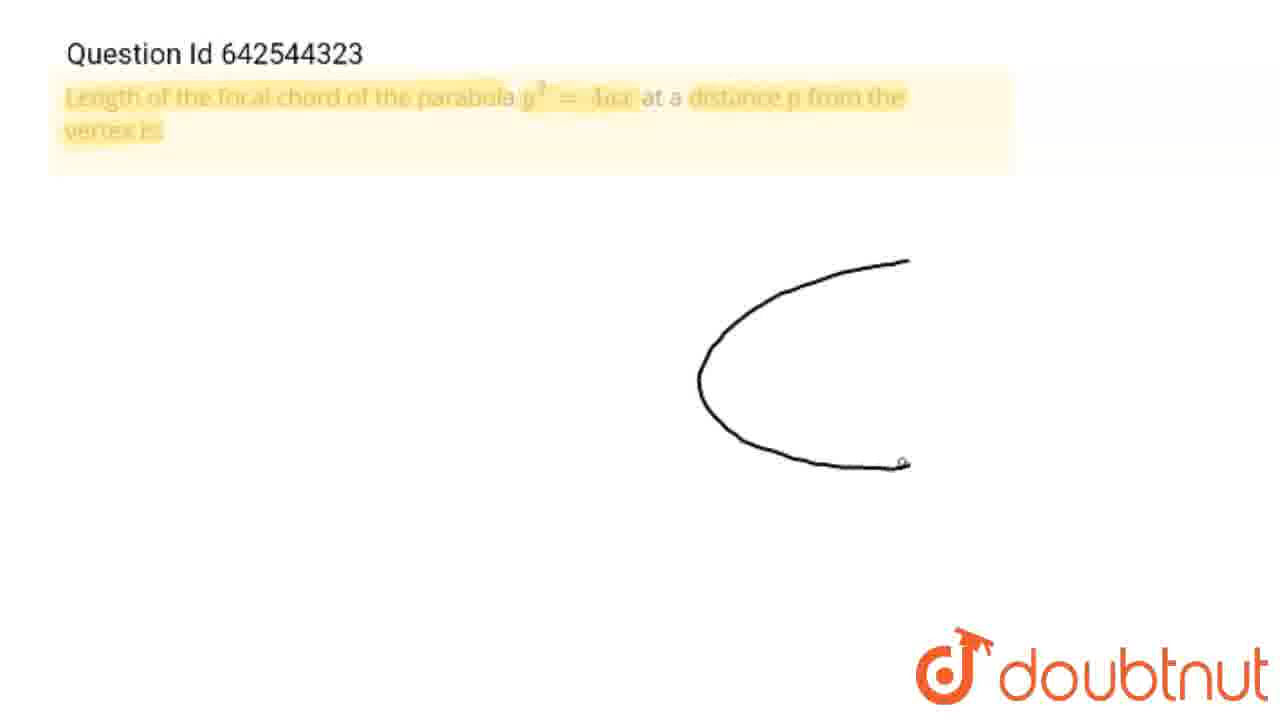 Question Id 642544323
Length of the focal chord of the parabola y² = 4ax at a distance p from the
vertex is:
doubtnut